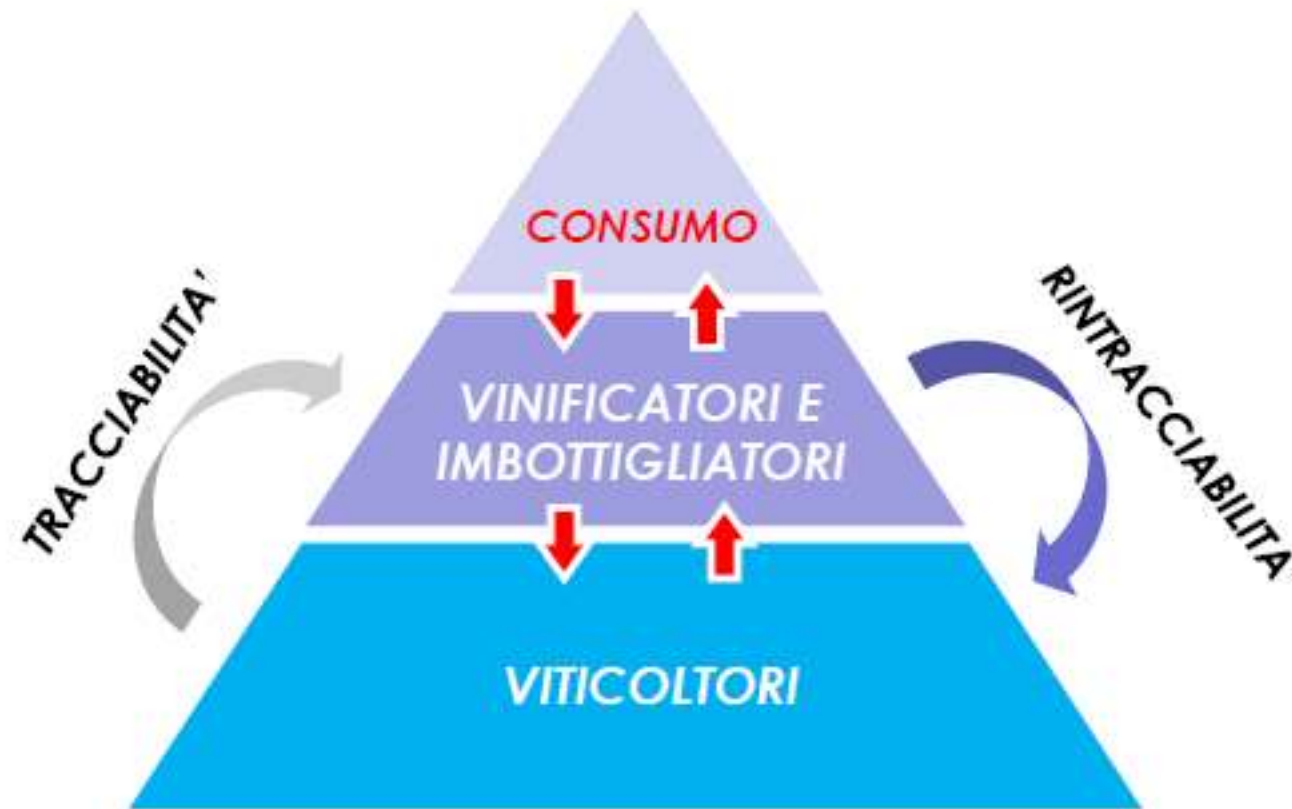 CONSUMO
TRACCIABILITA'
RINTRACCIABILITA'
VINIFICATORI E
IMBOTTIGLIATORI
VITICOLTORI